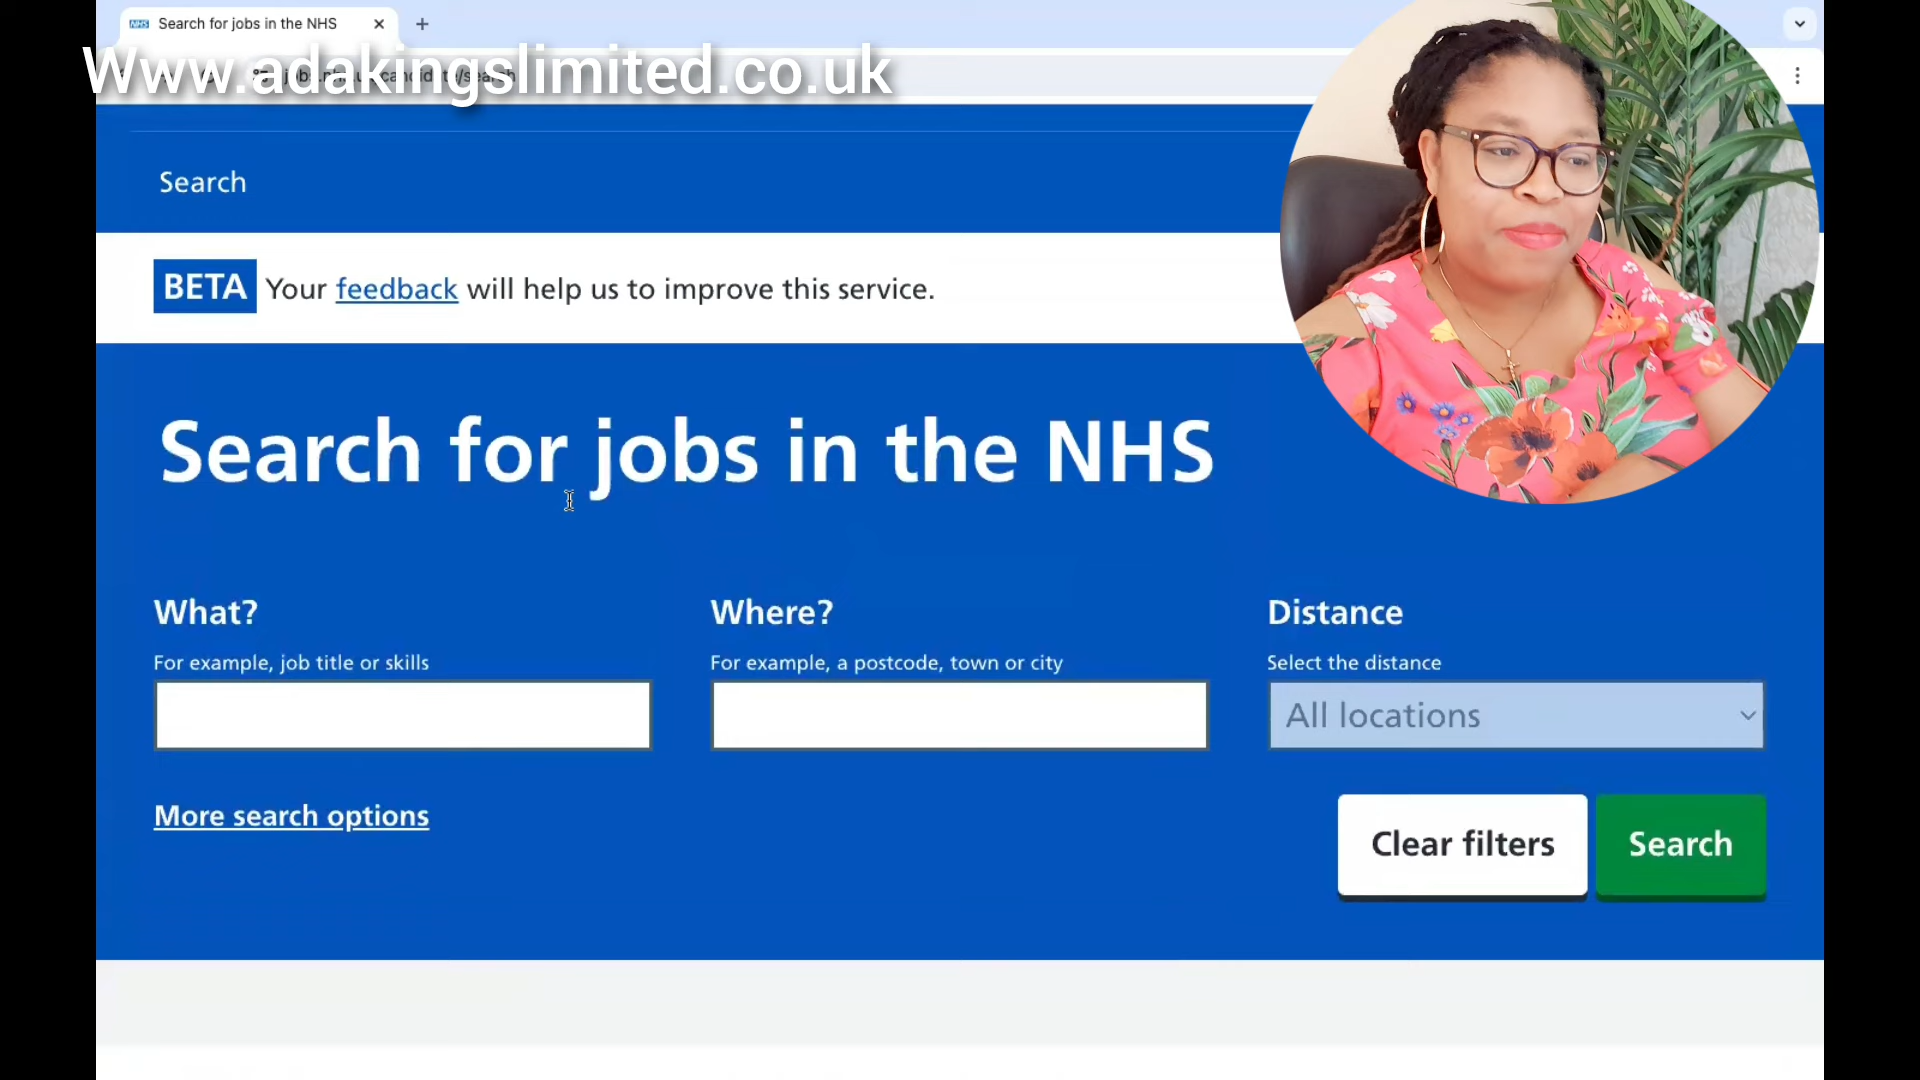 NHS Search for jobs in the NHS
Www.adakingslimited.co.uk
Search
BETA Your feedback will help us to improve this service.
Search for jobs in the NHS
What?
Where?
Distance
For example, job title or skills
For example, a postcode, town or city
Select the distance
All locations
More search options
Clear filters
Search